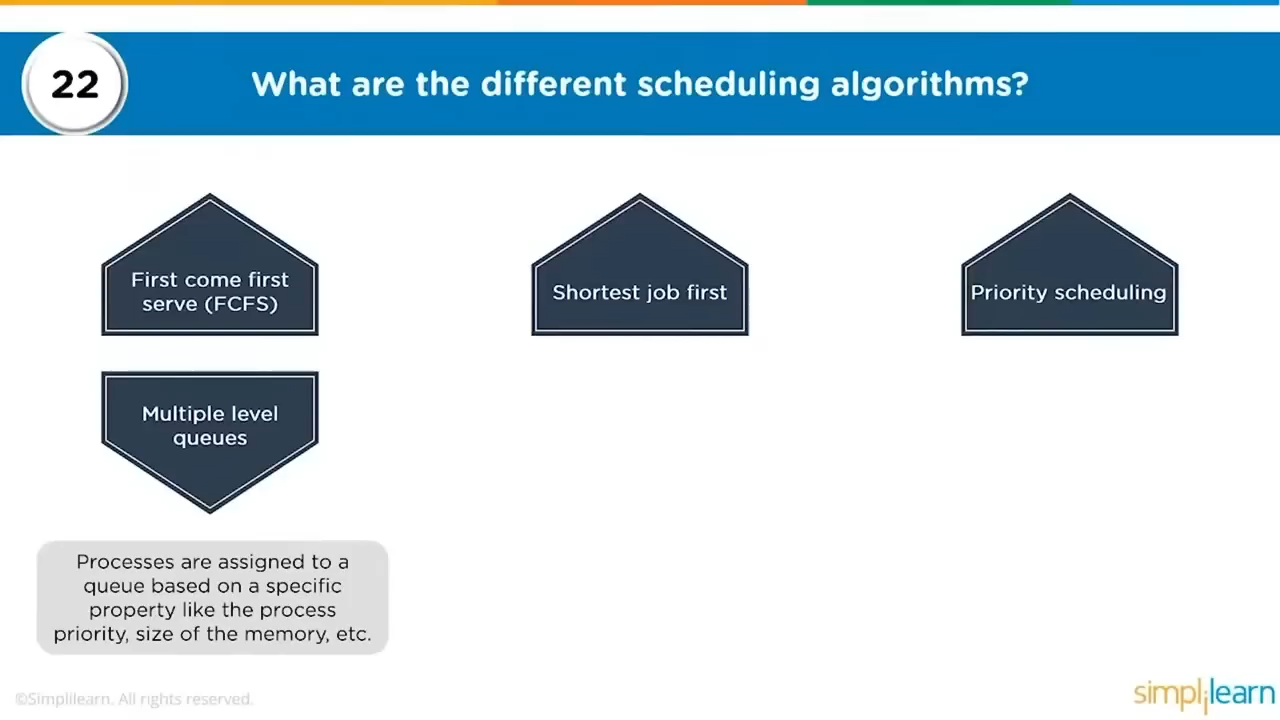 22
What are the different scheduling algorithms?
First come first
serve (FCFS)
Shortest job first
Priority scheduling
Multiple level
queues
Processes are assigned to a
queue based on a specific
property like the process
priority, size of the memory, etc.
©Simplilearn. All rights reserved.
simplilearn